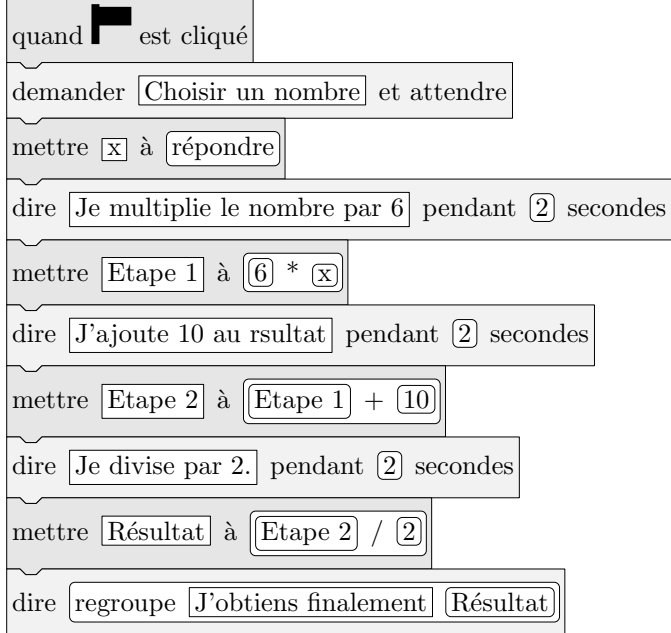 quand est cliqué
demander Choisir un nombre et attendre
mettre x à répondre
dire Je multiplie le nombre par 6 pendant 2 secondes
mettre Etape 1 à 6 * x
dire J'ajoute 10 au rsultat pendant 2 secondes
mettre Etape 2 à Etape 1 + 10
dire Je divise par 2. pendant 2 secondes
mettre Résultat à Etape 2 / 2
dire regroupe J'obtiens finalement Résultat